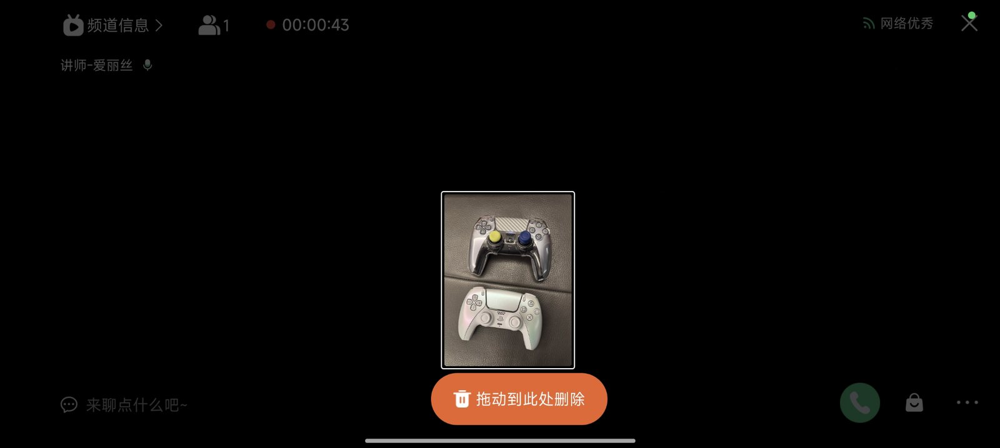 频道信息
1
00:00:43
网络优秀
讲师-爱丽丝
拖动到此处删除
来聊点什么吧~